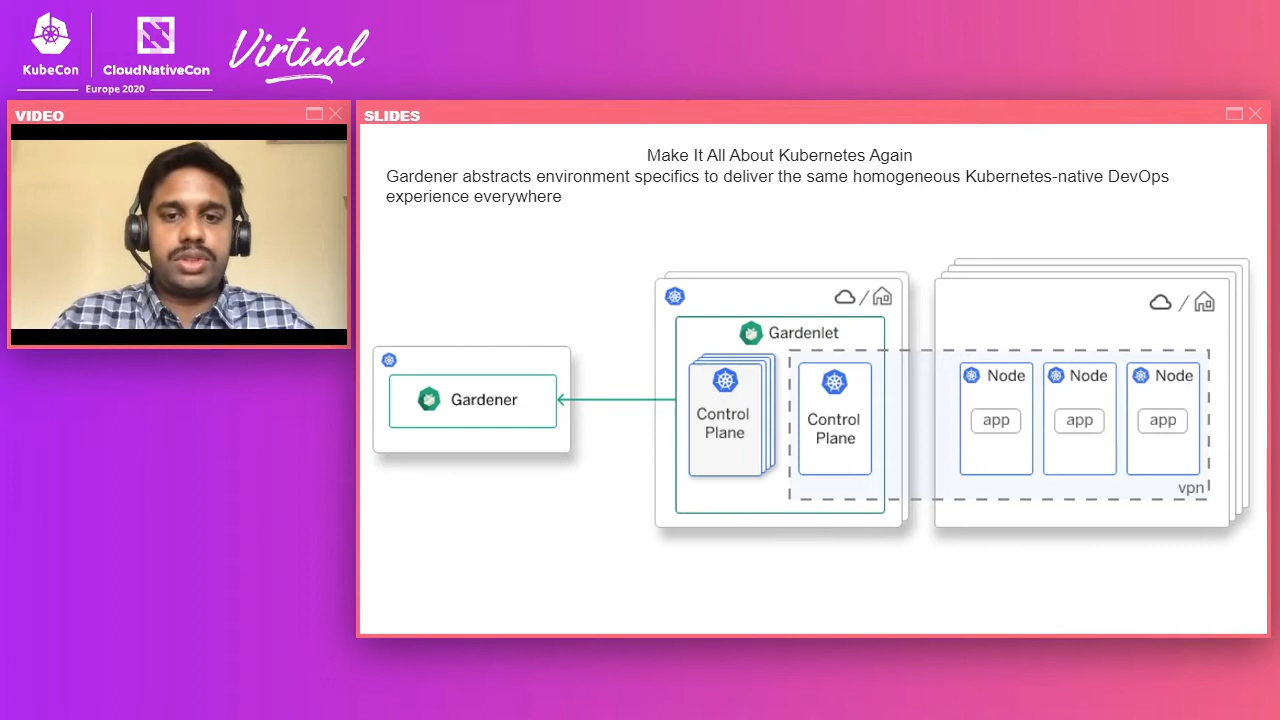 KubeCon
CloudNativeCon
Europe 2020
Virtual
VIDEO
SLIDES
Make It All About Kubernetes Again
Gardener abstracts environment specifics to deliver the same homogeneous Kubernetes-native DevOps
experience everywhere
Gardener
/
Gardenlet
Control
Plane
Control
Plane
/
Node
Node
Node
app
app
app
vpn